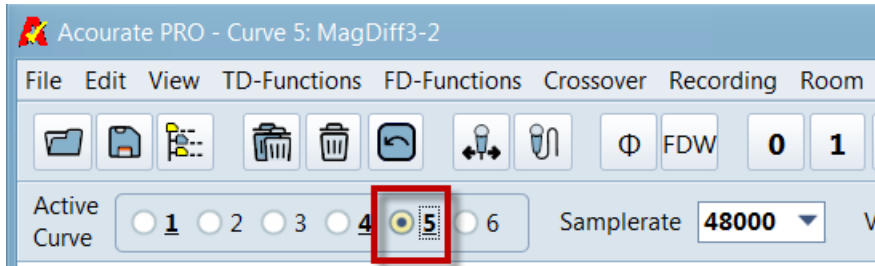 Acourate PRO - Curve 5: MagDiff3-2
File Edit View TD-Functions FD-Functions Crossover Recording Room
Φ FDW 0 1
Active Curve 1 2 3 4 5 6 Samplerate 48000 V